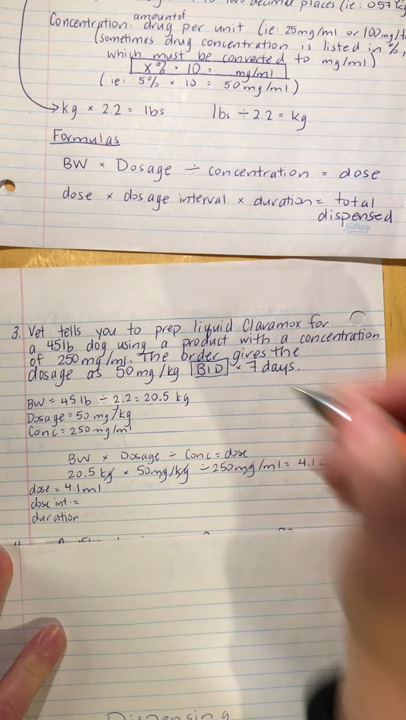 decimal places (ie: .057kg
amount of
Concentration: drug per unit (ie: 25mg/ml or 100mg/t
(sometimes drug concentration is listed in %,
which must be converted to mg/ml)
X% × 10 = mg/ml
(ie: 5% × 10 = 50mg/ml)
kg × 2.2 = lbs    lbs ÷ 2.2 = kg
Formulas
BW × Dosage ÷ concentration = dose
dose × dosage interval × duration = total
dispensed
3. Vet tells you to prep liquid Clavamox for
a 45lb dog using a product with a concentration
of 250mg/ml. The order gives the
dosage as 50mg/kg BID × 7 days.
BW = 45 lb ÷ 2.2 = 20.5 kg
Dosage = 50 mg/kg
Conc = 250 mg/ml
BW × Dosage ÷ Conc = dose
20.5 kg × 50mg/kg ÷ 250mg/ml = 4.1
dose = 4.1ml
dose int. =
duration
Dispensing